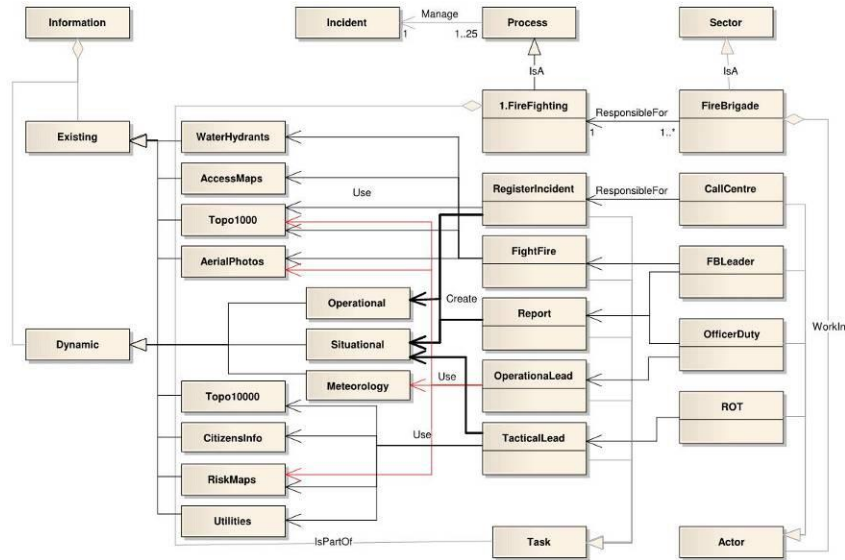 Information
Incident
Manage
1
1..25
Process
Sector
IsA
IsA
Existing
WaterHydrants
1.FireFighting
ResponsibleFor
1
1..*
FireBrigade
AccessMaps
Use
RegisterIncident
ResponsibleFor
CallCentre
Topo1000
AerialPhotos
FightFire
FBLeader
Operational
Create
Report
Dynamic
Situational
OfficerDuty
WorkIn
Meteorology
Use
OperationaLead
Topo10000
ROT
CitizensInfo
Use
TacticalLead
RiskMaps
Utilities
IsPartOf
Task
Actor